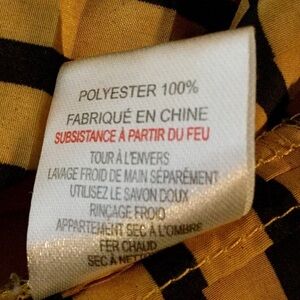 POLYESTER 100%
FABRIQUÉ EN CHINE
SUBSISTANCE À PARTIR DU FEU
TOUR À L'ENVERS
LAVAGE FROID DE MAIN SÉPARÉMENT
UTILISEZ LE SAVON DOUX
RINÇAGE FROID
APPARTEMENT SEC À L'OMBRE
FER CHAUD
SEC À